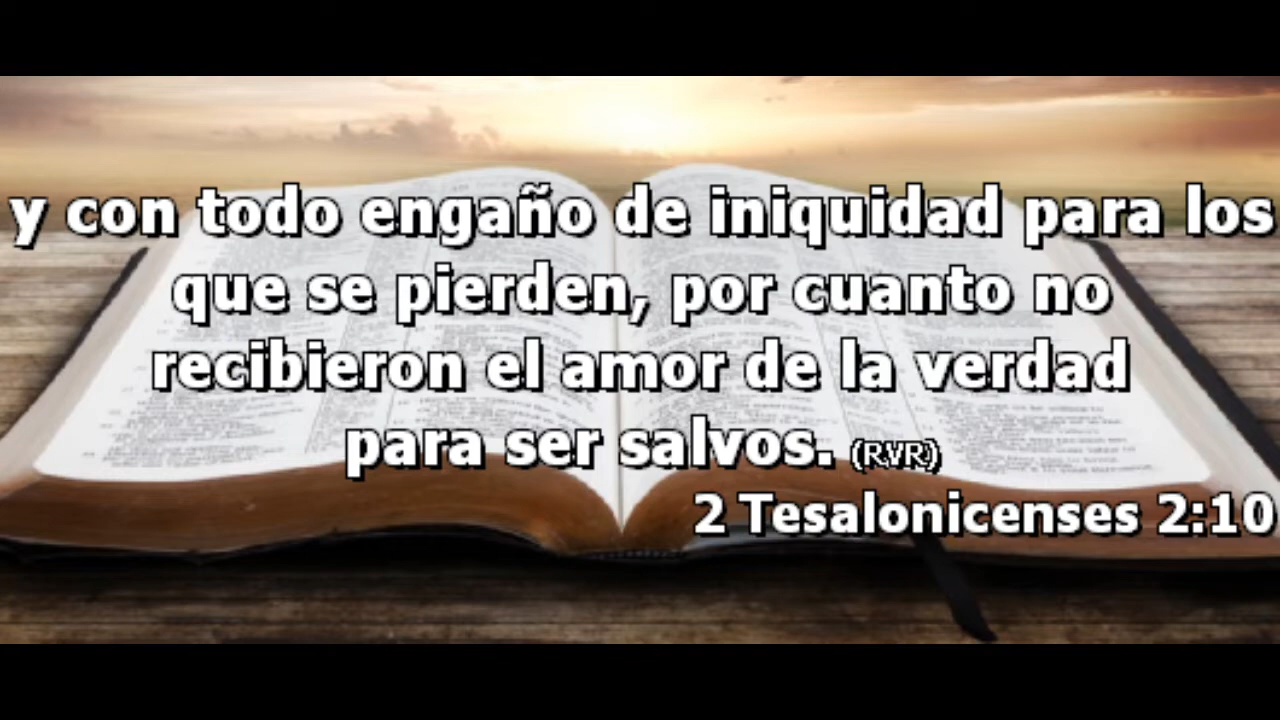 y con todo engaño de iniquidad para los
que se pierden, por cuanto no
recibieron el amor de la verdad
para ser salvos. (RVR)
2 Tesalonicenses 2:10